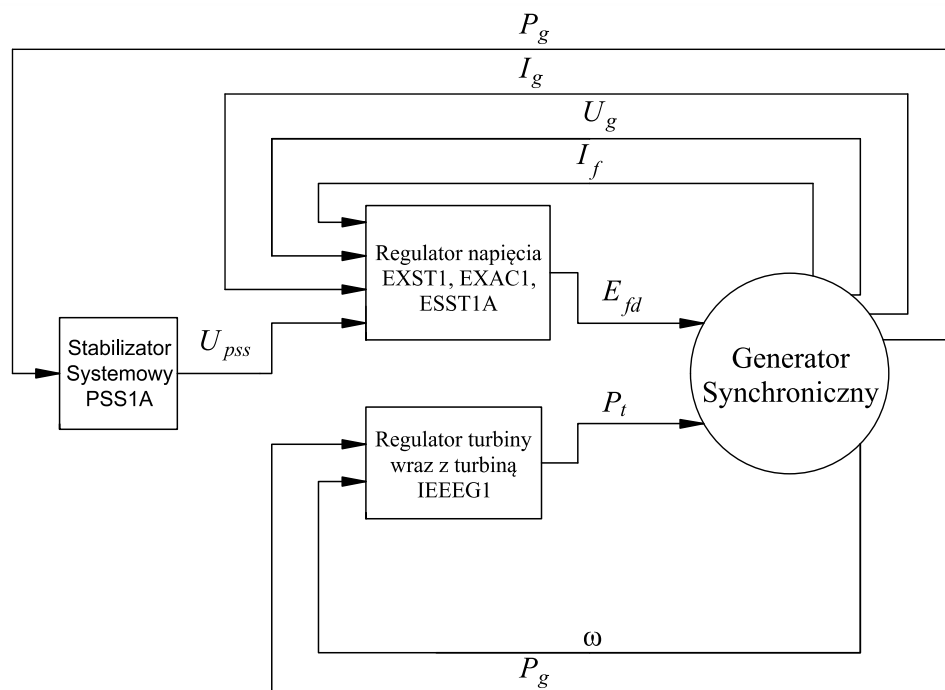 P_g
I_g
U_g
I_f
Regulator napięcia
EXST1, EXAC1,
ESST1A
E_fd
U_pss
Stabilizator
Systemowy
PSS1A
Generator
Synchroniczny
P_t
Regulator turbiny
wraz z turbiną
IEEEG1
ω
P_g